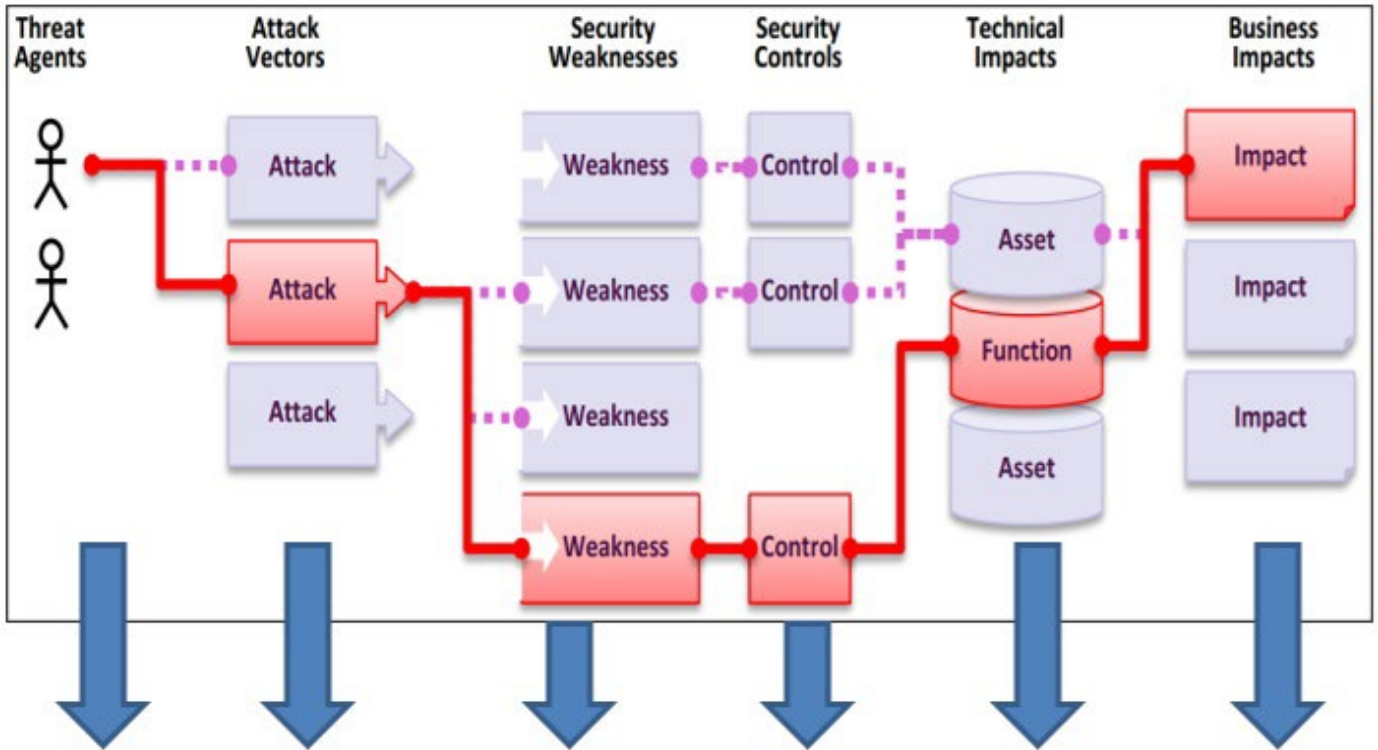 Threat Agents
Attack Vectors
Security Weaknesses
Security Controls
Technical Impacts
Business Impacts
Attack
Weakness
Control
Impact
Asset
Attack
Weakness
Control
Impact
Function
Attack
Weakness
Impact
Asset
Weakness
Control